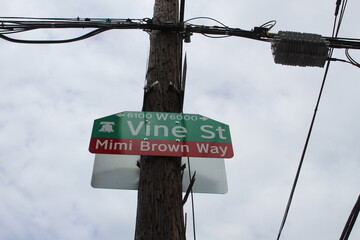 ← 6100 W 6000 →
Vine St
Mimi Brown Way